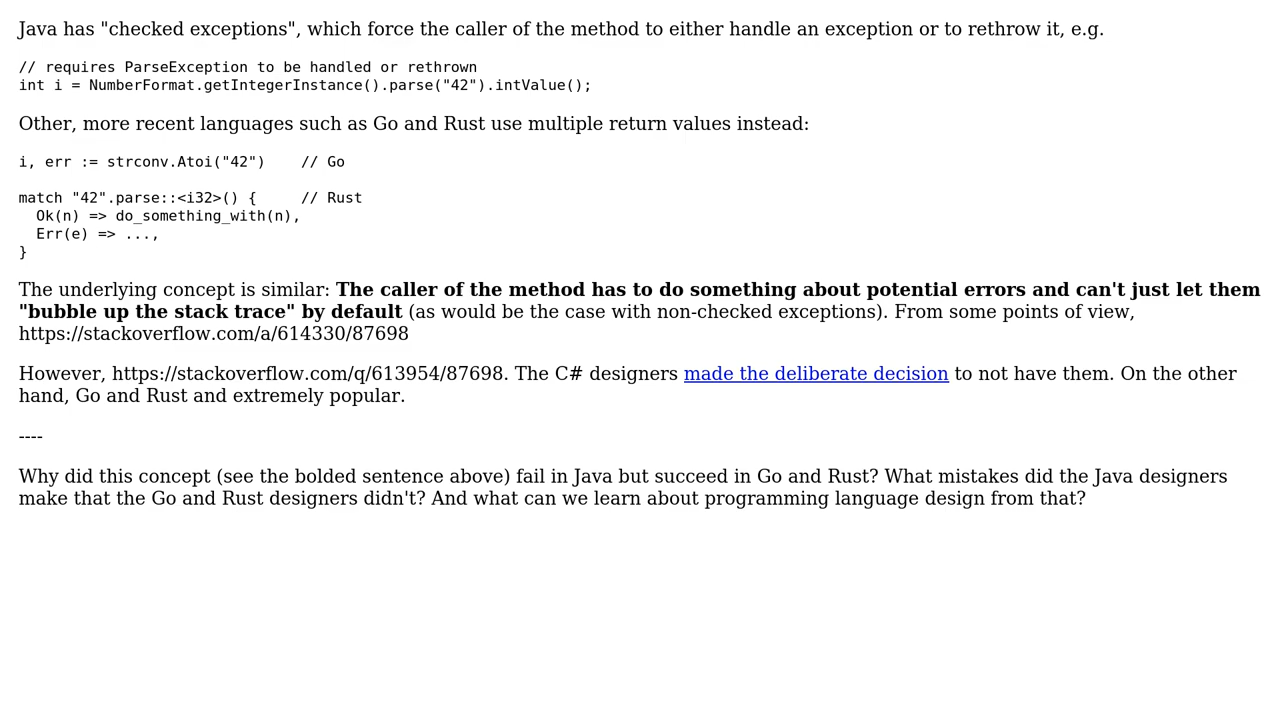 Java has "checked exceptions", which force the caller of the method to either handle an exception or to rethrow it, e.g.
// requires ParseException to be handled or rethrown
int i = NumberFormat.getIntegerInstance().parse("42").intValue();
Other, more recent languages such as Go and Rust use multiple return values instead:
i, err := strconv.Atoi("42")    // Go
match "42".parse::<i32>() {     // Rust
  Ok(n) => do_something_with(n),
  Err(e) => ...,
}
The underlying concept is similar: The caller of the method has to do something about potential errors and can't just let them
"bubble up the stack trace" by default (as would be the case with non-checked exceptions). From some points of view,
https://stackoverflow.com/a/614330/87698
However, https://stackoverflow.com/q/613954/87698. The C# designers made the deliberate decision to not have them. On the other
hand, Go and Rust and extremely popular.
----
Why did this concept (see the bolded sentence above) fail in Java but succeed in Go and Rust? What mistakes did the Java designers
make that the Go and Rust designers didn't? And what can we learn about programming language design from that?